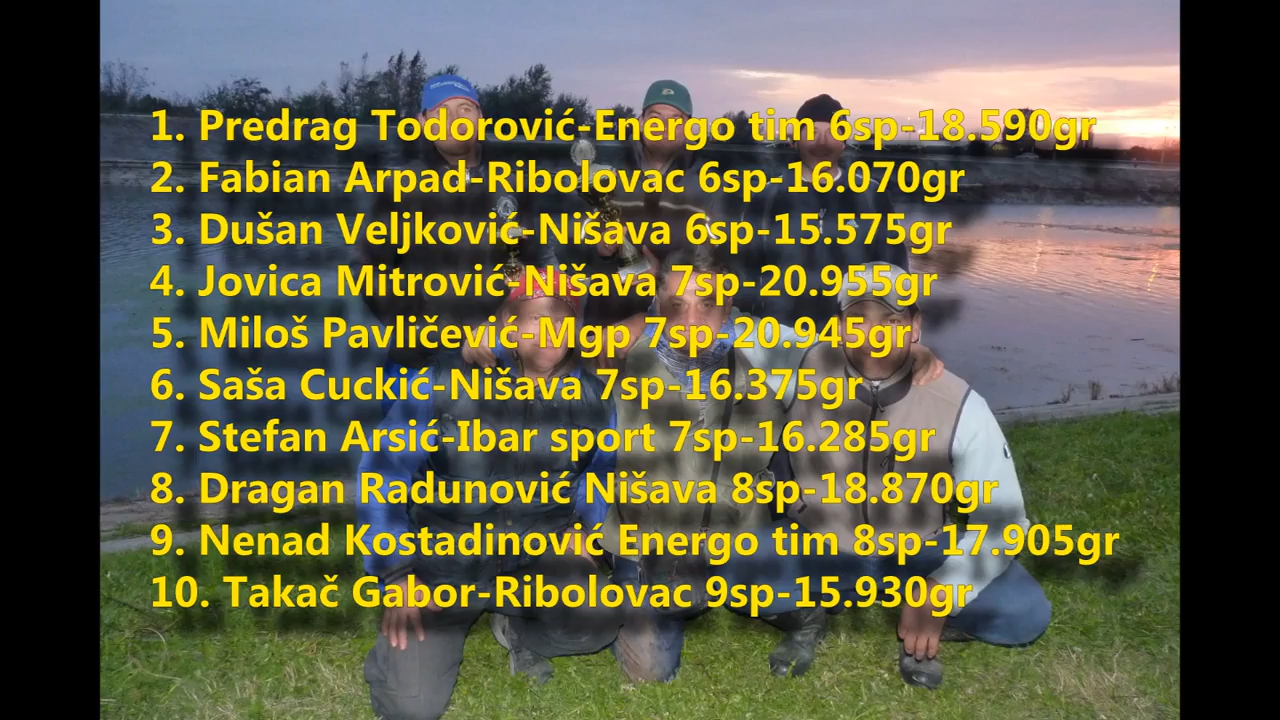 1. Predrag Todorović-Energo tim 6sp-18.590gr
2. Fabian Arpad-Ribolovac 6sp-16.070gr
3. Dušan Veljković-Nišava 6sp-15.575gr
4. Jovica Mitrović-Nišava 7sp-20.955gr
5. Miloš Pavličević-Mgp 7sp-20.945gr
6. Saša Cuckić-Nišava 7sp-16.375gr
7. Stefan Arsić-Ibar sport 7sp-16.285gr
8. Dragan Radunović Nišava 8sp-18.870gr
9. Nenad Kostadinović Energo tim 8sp-17.905gr
10. Takač Gabor-Ribolovac 9sp-15.930gr